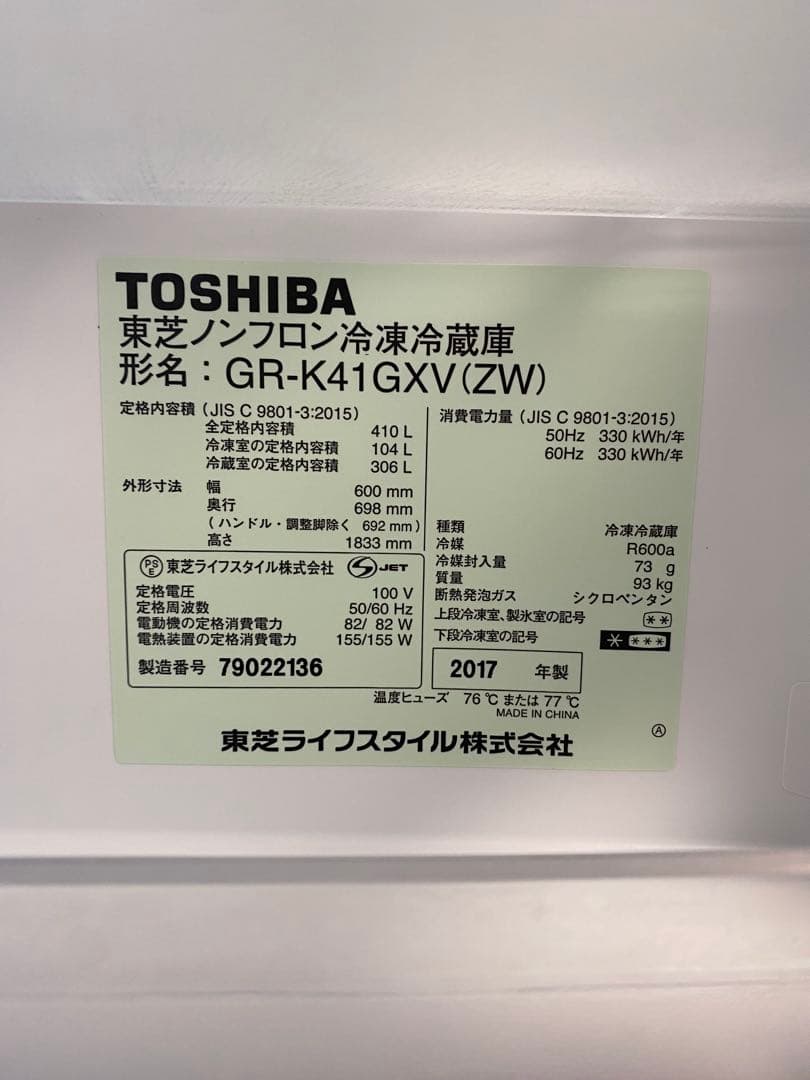 TOSHIBA
東芝ノンフロン冷凍冷蔵庫
形名：GR-K41GXV(ZW)
定格内容積（JIS C 9801-3:2015）
全定格内容積 410 L
冷凍室の定格内容積 104 L
冷蔵室の定格内容積 306 L
外形寸法 幅 600 mm
奥行 698 mm
（ハンドル・調整脚除く 692 mm）
高さ 1833 mm
PSE 東芝ライフスタイル株式会社 S JET
定格電圧 100 V
定格周波数 50/60 Hz
電動機の定格消費電力 82/ 82 W
電熱装置の定格消費電力 155/155 W
製造番号 79022136
消費電力量（JIS C 9801-3:2015）
50Hz 330 kWh/年
60Hz 330 kWh/年
種類 冷凍冷蔵庫
冷媒 R600a
冷媒封入量 73 g
質量 93 kg
断熱発泡ガス シクロペンタン
上段冷凍室、製氷室の記号 **
下段冷凍室の記号 * ***
2017 年製
温度ヒューズ 76 ℃ または 77 ℃
MADE IN CHINA
東芝ライフスタイル株式会社
Ⓐ